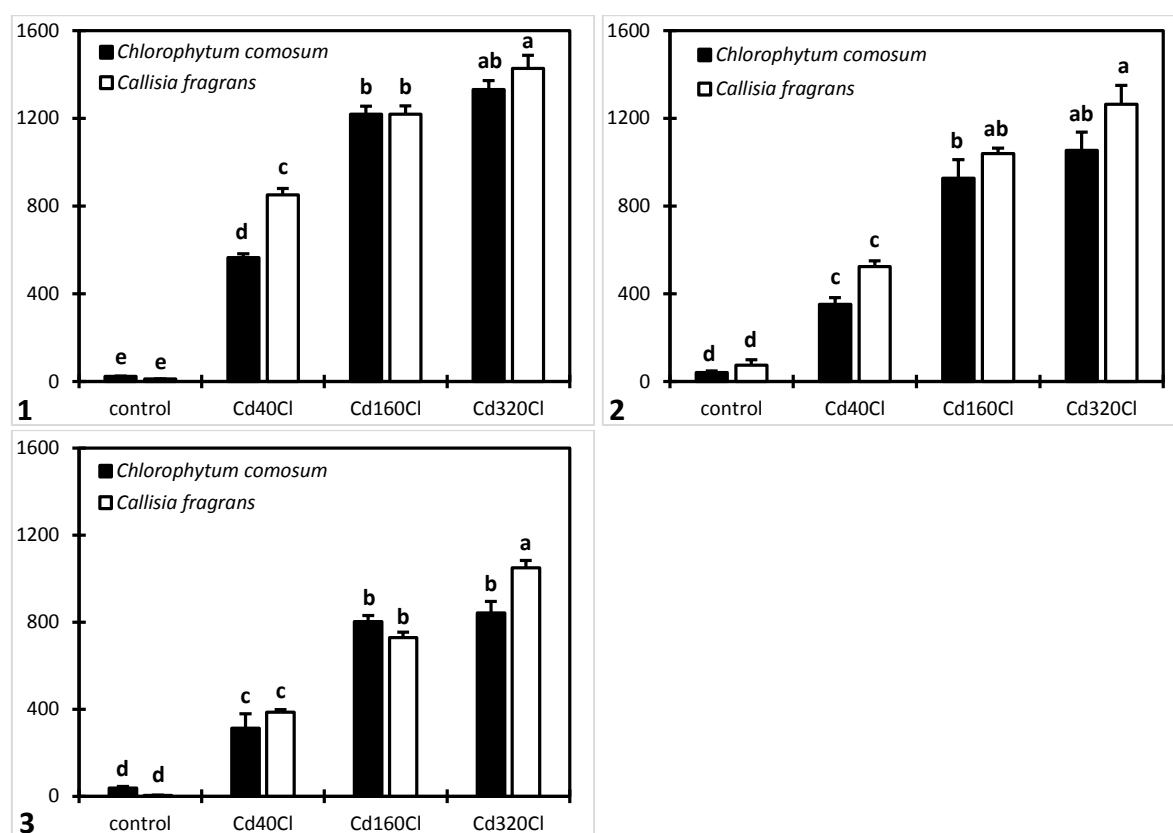 1600
Chlorophytum comosum
Callisia fragrans
a
ab
b b
1200
c
800
d
400
e e
0
control Cd40Cl Cd160Cl Cd320Cl
1
1600
Chlorophytum comosum
Callisia fragrans
a
ab
ab
b
1200
800
c
c
400
d
d
0
control Cd40Cl Cd160Cl Cd320Cl
2
1600
Chlorophytum comosum
Callisia fragrans
1200
a
b
b
b
800
c c
400
d d
0
control Cd40Cl Cd160Cl Cd320Cl
3